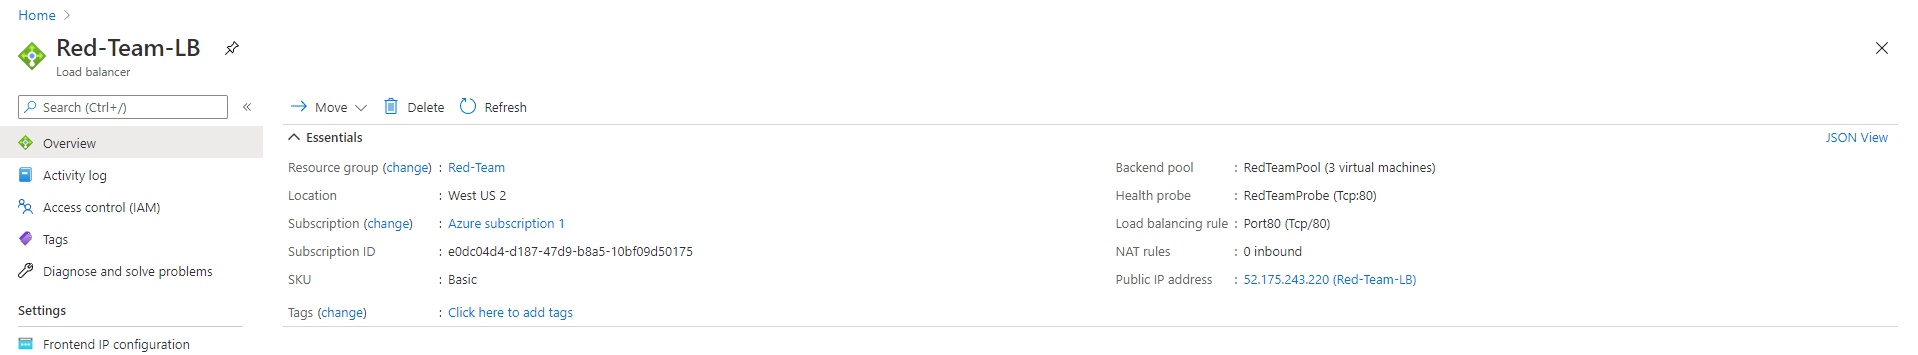 Home >
Red-Team-LB
Load balancer
Search (Ctrl+/) «
Move Delete Refresh
Overview
Activity log
Access control (IAM)
Tags
Diagnose and solve problems
Settings
Frontend IP configuration
Essentials JSON View
Resource group (change) : Red-Team
Location : West US 2
Subscription (change) : Azure subscription 1
Subscription ID : e0dc04d4-d187-47d9-b8a5-10bf09d50175
SKU : Basic
Tags (change) : Click here to add tags
Backend pool : RedTeamPool (3 virtual machines)
Health probe : RedTeamProbe (Tcp:80)
Load balancing rule : Port80 (Tcp/80)
NAT rules : 0 inbound
Public IP address : 52.175.243.220 (Red-Team-LB)